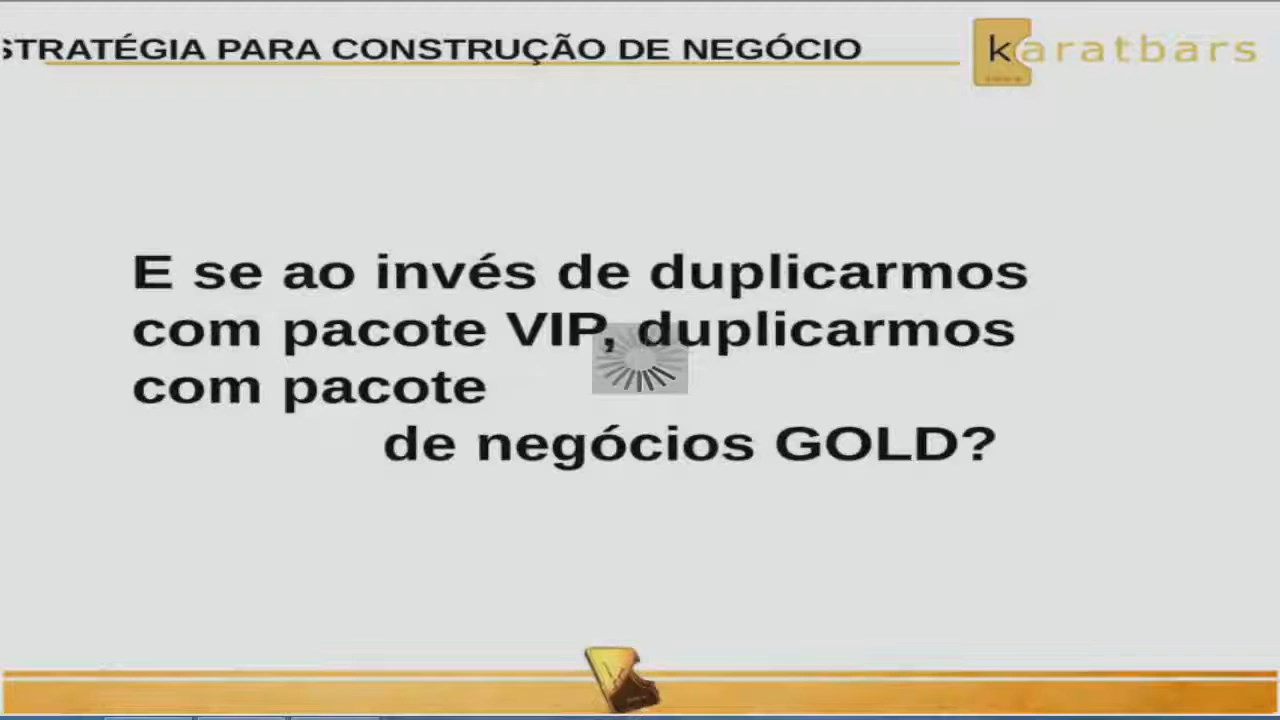 STRATÉGIA PARA CONSTRUÇÃO DE NEGÓCIO
karatbars
E se ao invés de duplicarmos
com pacote VIP, duplicarmos
com pacote
de negócios GOLD?